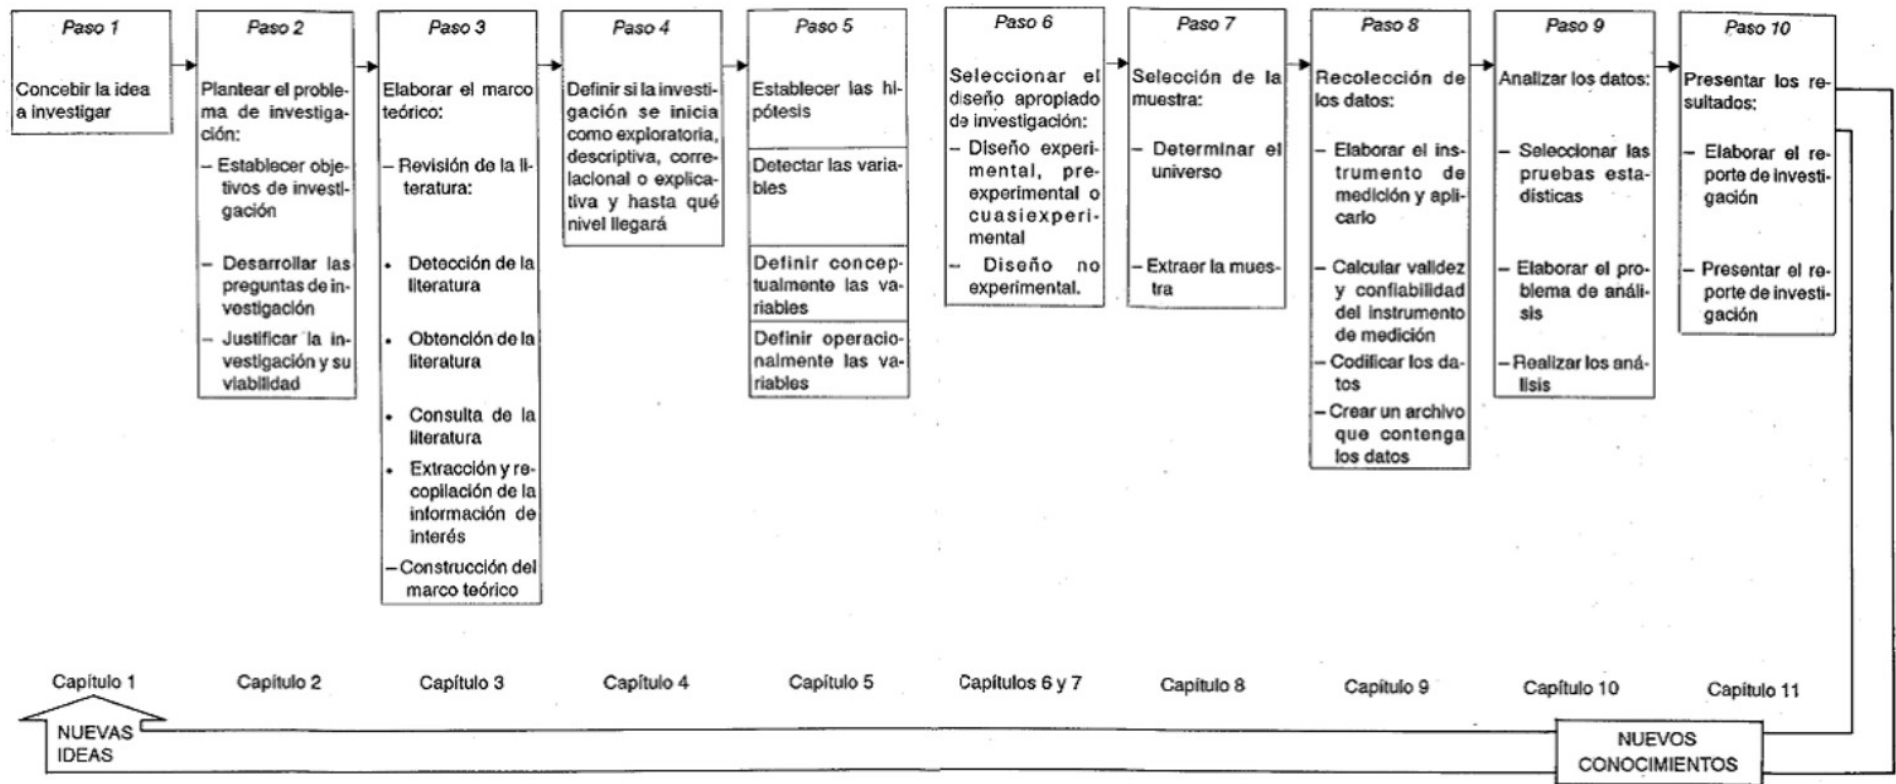 Paso 1
Concebir la idea
a investigar
Paso 2
Plantear el proble-
ma de investiga-
ción:
– Establecer obje-
tivos de investi-
gación
– Desarrollar las
preguntas de in-
vestigación
– Justificar la in-
vestigación y su
viabilidad
Paso 3
Elaborar el marco
teórico:
– Revisión de la li-
teratura:
• Detección de la
literatura
• Obtención de la
literatura
• Consulta de la
literatura
• Extracción y re-
copilación de la
información de
interés
– Construcción del
marco teórico
Paso 4
Definir si la investi-
gación se inicia
como exploratoria,
descriptiva, corre-
lacional o explica-
tiva y hasta qué
nivel llegará
Paso 5
Establecer las hi-
pótesis
Detectar las varia-
bles
Definir concep-
tualmente las va-
riables
Definir operacio-
nalmente las va-
riables
Paso 6
Seleccionar el
diseño apropiado
de investigación:
– Diseño experi-
mental, pre-
experimental o
cuasiexperi-
mental
– Diseño no
experimental.
Paso 7
Selección de la
muestra:
– Determinar el
universo
– Extraer la mues-
tra
Paso 8
Recolección de
los datos:
– Elaborar el ins-
trumento de
medición y apli-
carlo
– Calcular validez
y confiabilidad
del instrumento
de medición
– Codificar los da-
tos
– Crear un archivo
que contenga
los datos
Paso 9
Analizar los datos:
– Seleccionar las
pruebas esta-
dísticas
– Elaborar el pro-
blema de análi-
sis
– Realizar los aná-
lisis
Paso 10
Presentar los re-
sultados:
– Elaborar el re-
porte de investi-
gación
– Presentar el re-
porte de investi-
gación
Capítulo 1
Capítulo 2
Capítulo 3
Capítulo 4
Capítulo 5
Capítulos 6 y 7
Capítulo 8
Capítulo 9
Capítulo 10
Capítulo 11
NUEVAS
IDEAS
NUEVOS
CONOCIMIENTOS